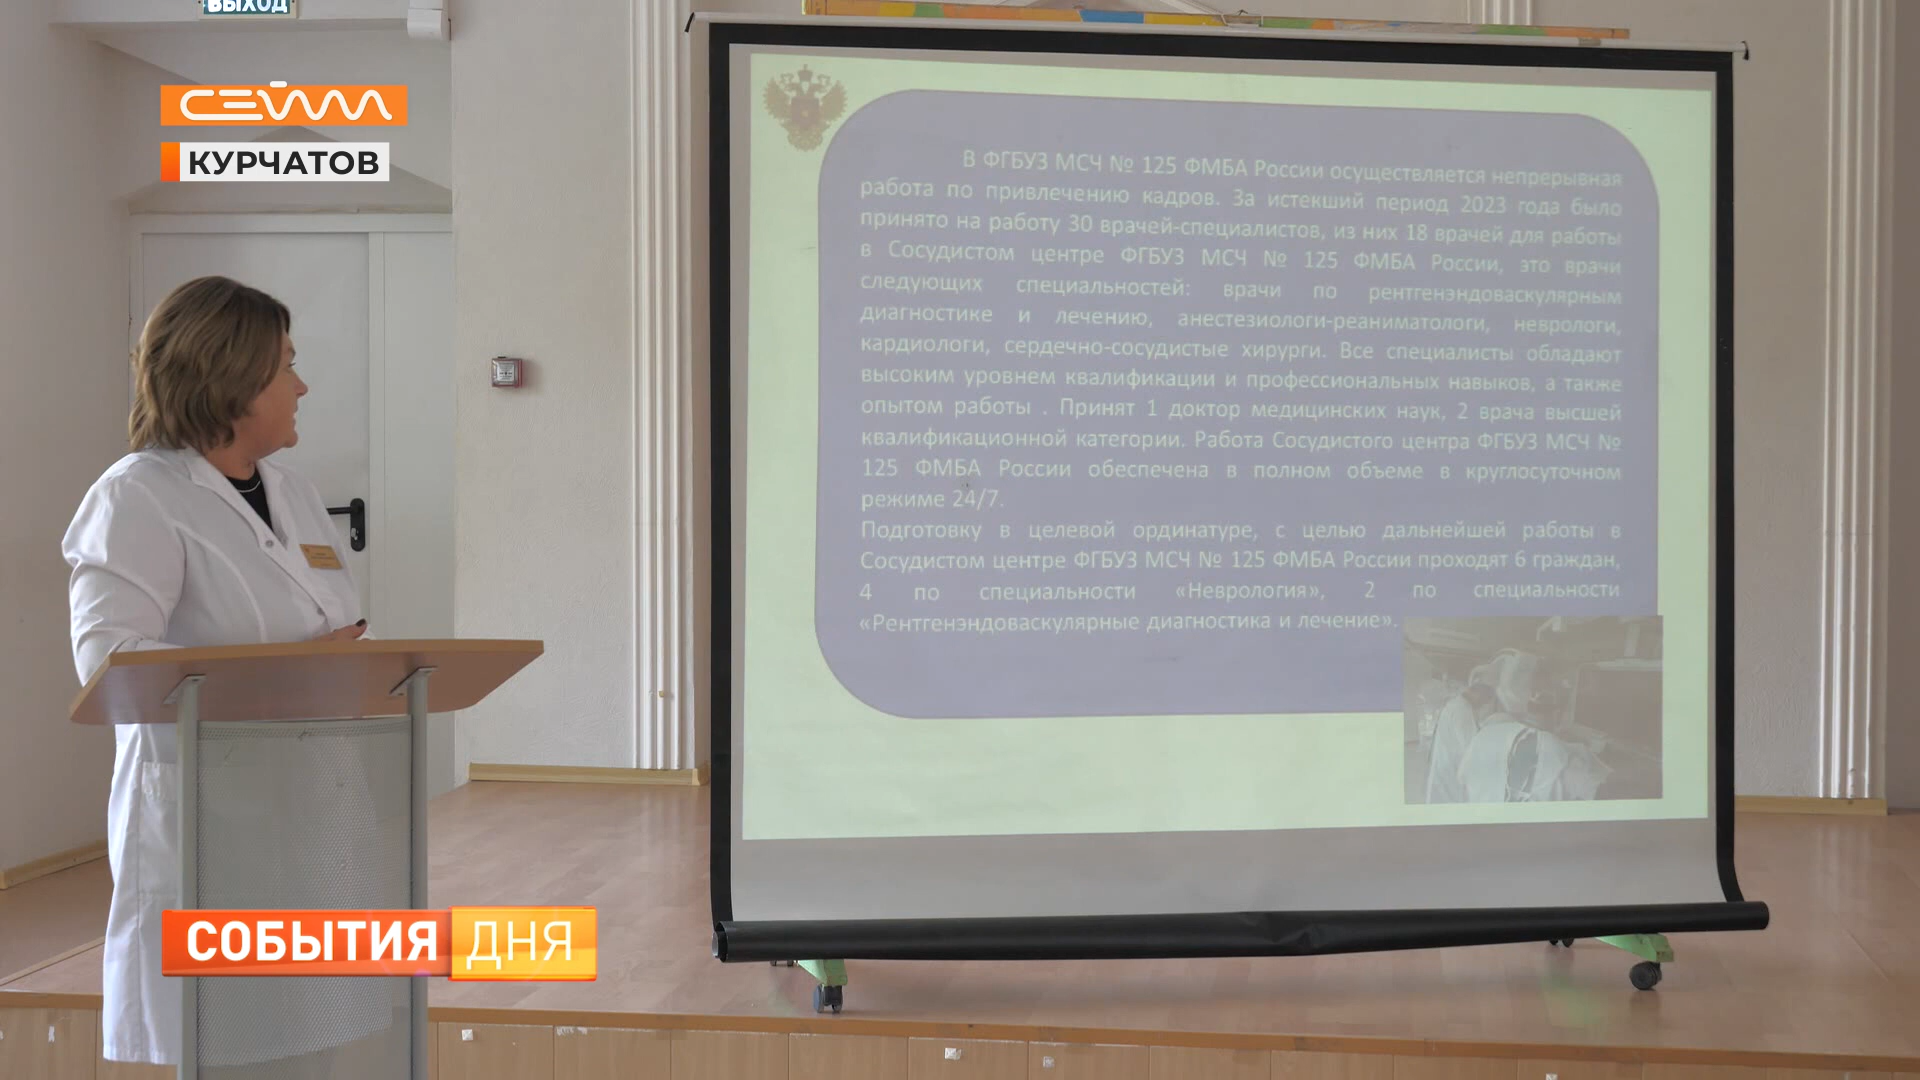 ВЫХОД
СЕЙМ
КУРЧАТОВ
В ФГБУЗ МСЧ № 125 ФМБА России осуществляется непрерывная
работа по привлечению кадров. За истекший период 2023 года было
принято на работу 30 врачей-специалистов, из них 18 врачей для работы
в Сосудистом центре ФГБУЗ МСЧ № 125 ФМБА России, это врачи
следующих специальностей: врачи по рентгенэндоваскулярным
диагностике и лечению, анестезиологи-реаниматологи, неврологи,
кардиологи, сердечно-сосудистые хирурги. Все специалисты обладают
высоким уровнем квалификации и профессиональных навыков, а также
опытом работы . Принят 1 доктор медицинских наук, 2 врача высшей
квалификационной категории. Работа Сосудистого центра ФГБУЗ МСЧ №
125 ФМБА России обеспечена в полном объеме в круглосуточном
режиме 24/7.
Подготовку в целевой ординатуре, с целью дальнейшей работы в
Сосудистом центре ФГБУЗ МСЧ № 125 ФМБА России проходят 6 граждан,
4 по специальности «Неврология», 2 по специальности
«Рентгенэндоваскулярные диагностика и лечение».
СОБЫТИЯ ДНЯ